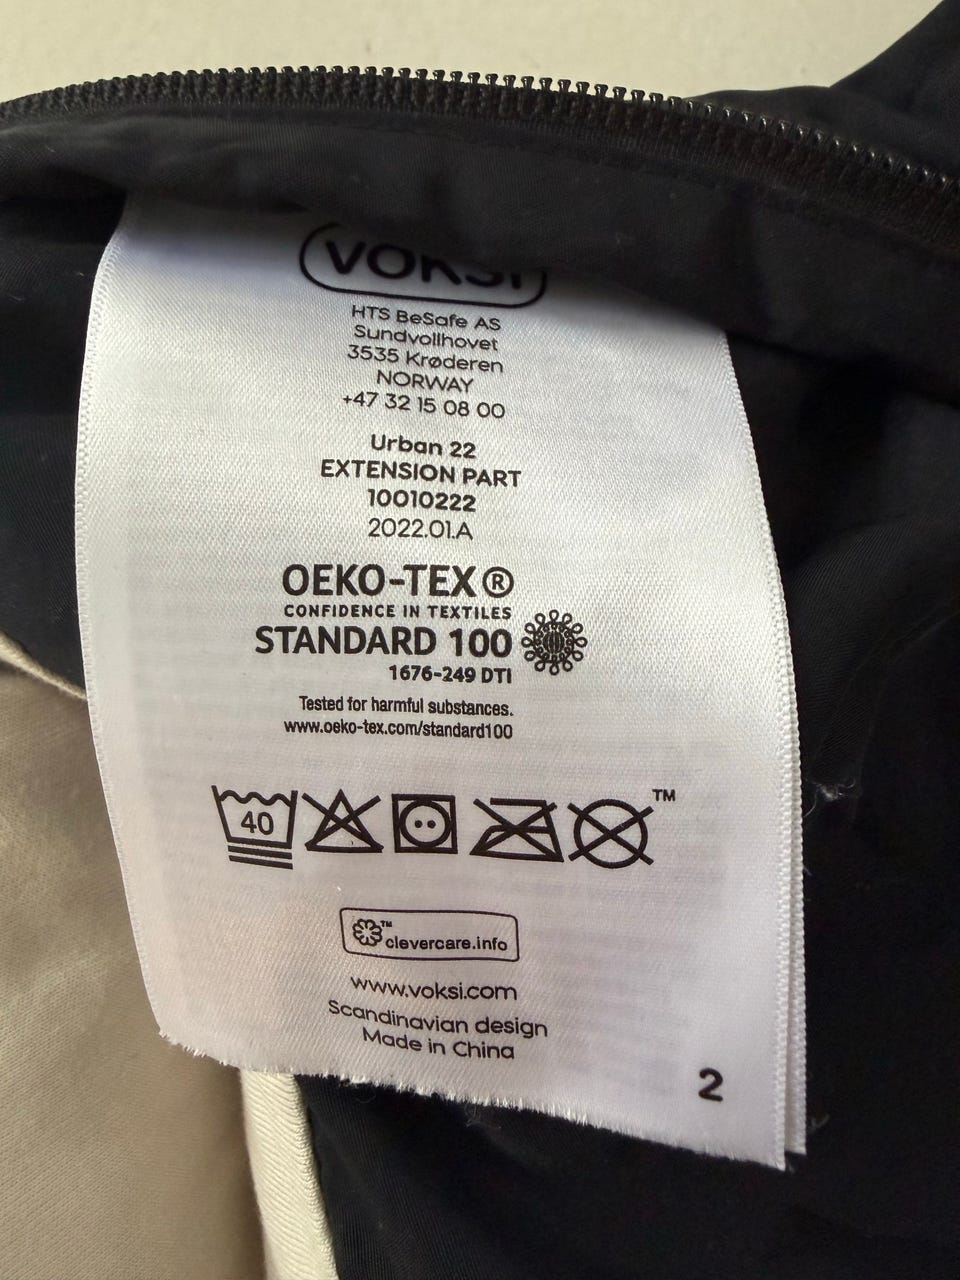 VOKSI
HTS BeSafe AS
Sundvollhovet
3535 Krøderen
NORWAY
+47 32 15 08 00
Urban 22
EXTENSION PART
10010222
2022.01.A
OEKO-TEX®
CONFIDENCE IN TEXTILES
STANDARD 100
1676-249 DTI
Tested for harmful substances.
www.oeko-tex.com/standard100
40
TM
TM
clevercare.info
www.voksi.com
Scandinavian design
Made in China
2